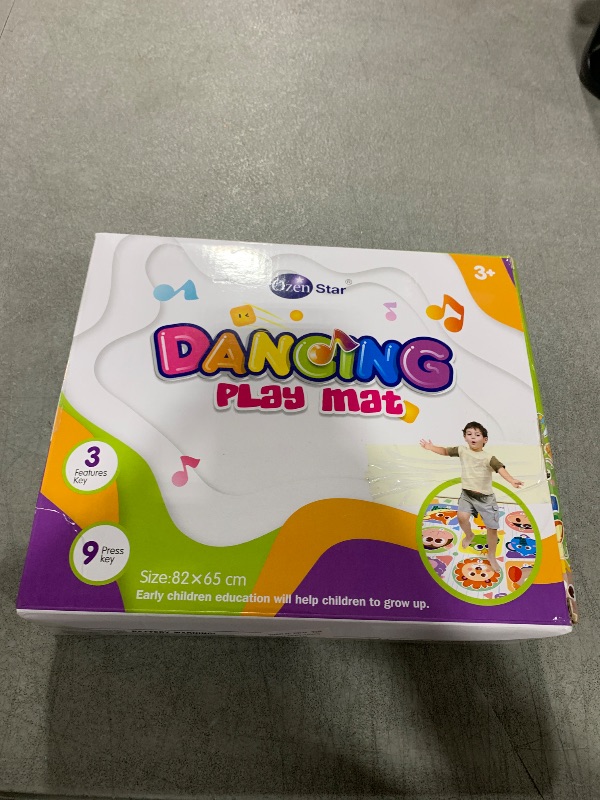 Ozen Star®
3+
DANCING
PLay mat
3
Features
Key
9 Press
key
Size:82×65 cm
Early children education will help children to grow up.